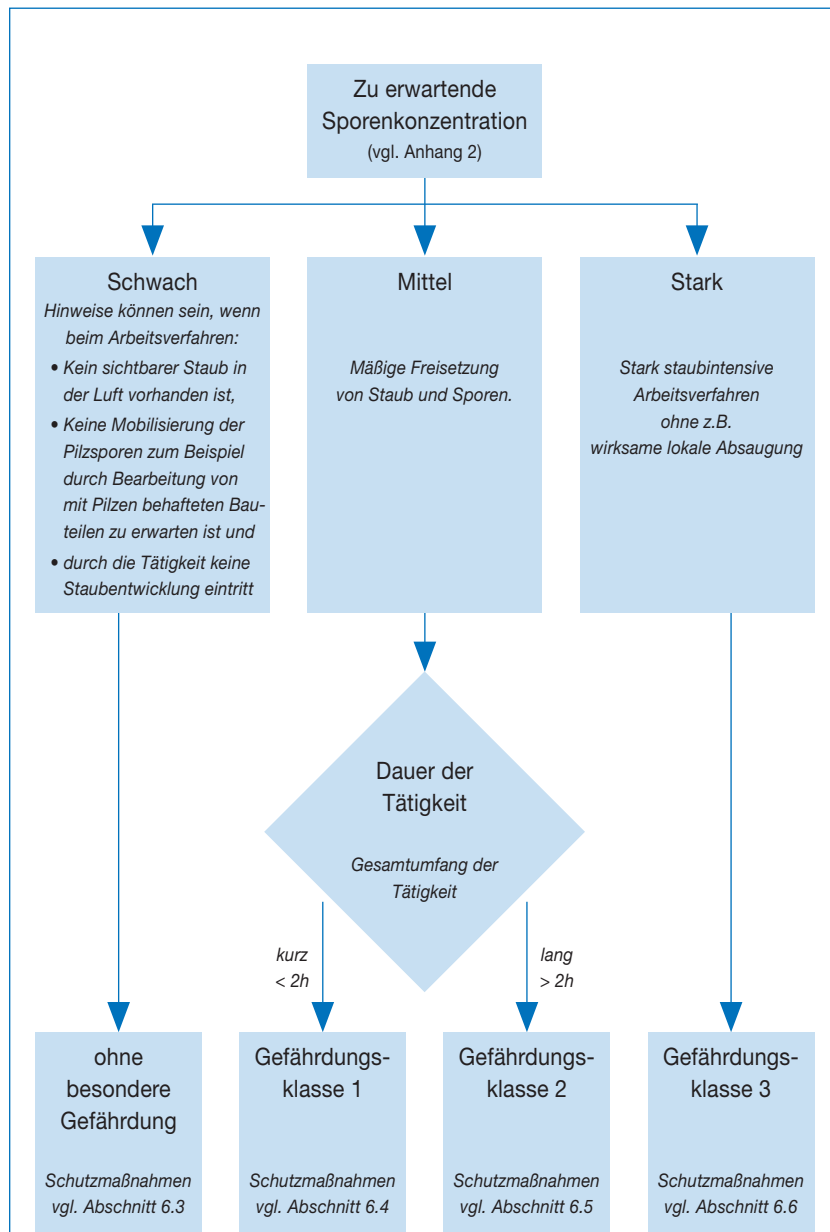 Zu erwartende
Sporenkonzentration
(vgl. Anhang 2)
Schwach
Hinweise können sein, wenn
beim Arbeitsverfahren:
• Kein sichtbarer Staub in
der Luft vorhanden ist,
• Keine Mobilisierung der
Pilzsporen zum Beispiel
durch Bearbeitung von
mit Pilzen behafteten Bau-
teilen zu erwarten ist und
• durch die Tätigkeit keine
Staubentwicklung eintritt
Mittel
Mäßige Freisetzung
von Staub und Sporen.
Stark
Stark staubintensive
Arbeitsverfahren
ohne z.B.
wirksame lokale Absaugung
Dauer der
Tätigkeit
Gesamtumfang der
Tätigkeit
kurz
< 2h
lang
> 2h
ohne
besondere
Gefährdung
Schutzmaßnahmen
vgl. Abschnitt 6.3
Gefährdungs-
klasse 1
Schutzmaßnahmen
vgl. Abschnitt 6.4
Gefährdungs-
klasse 2
Schutzmaßnahmen
vgl. Abschnitt 6.5
Gefährdungs-
klasse 3
Schutzmaßnahmen
vgl. Abschnitt 6.6